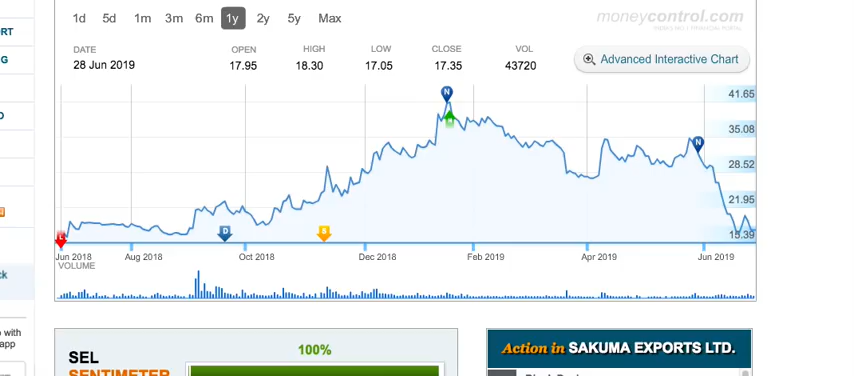 1d 5d 1m 3m 6m 1y 2y 5y Max
moneycontrol.com
DATE OPEN HIGH LOW CLOSE VOL
28 Jun 2019 17.95 18.30 17.05 17.35 43720
Advanced Interactive Chart
RT
G
D
N
41.65
H
35.08
N
28.52
21.95
L
D
S
15.39
Jun 2018 Aug 2018 Oct 2018 Dec 2018 Feb 2019 Apr 2019 Jun 2019
VOLUME
ck
with
app
100%
SEL
SENTIMETER
Action in SAKUMA EXPORTS LTD.